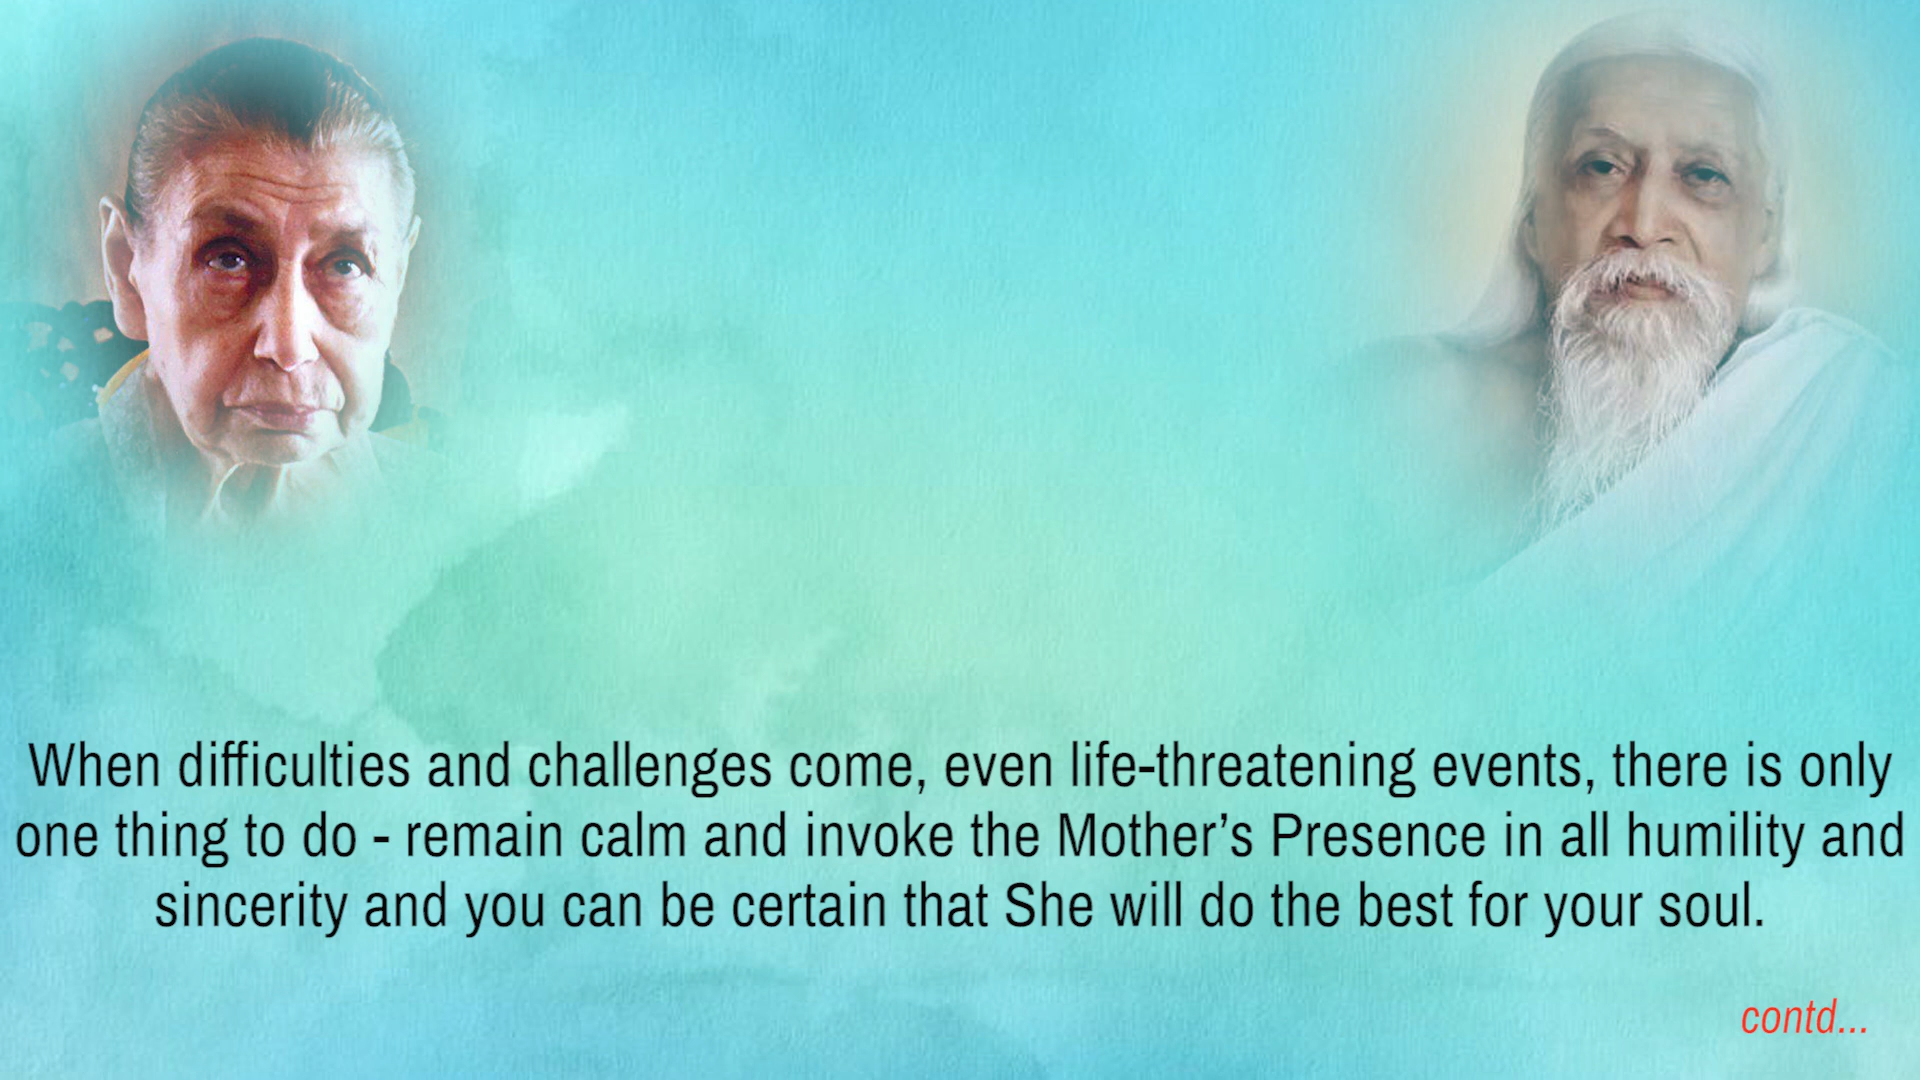 When difficulties and challenges come, even life-threatening events, there is only
one thing to do - remain calm and invoke the Mother’s Presence in all humility and
sincerity and you can be certain that She will do the best for your soul.
contd...